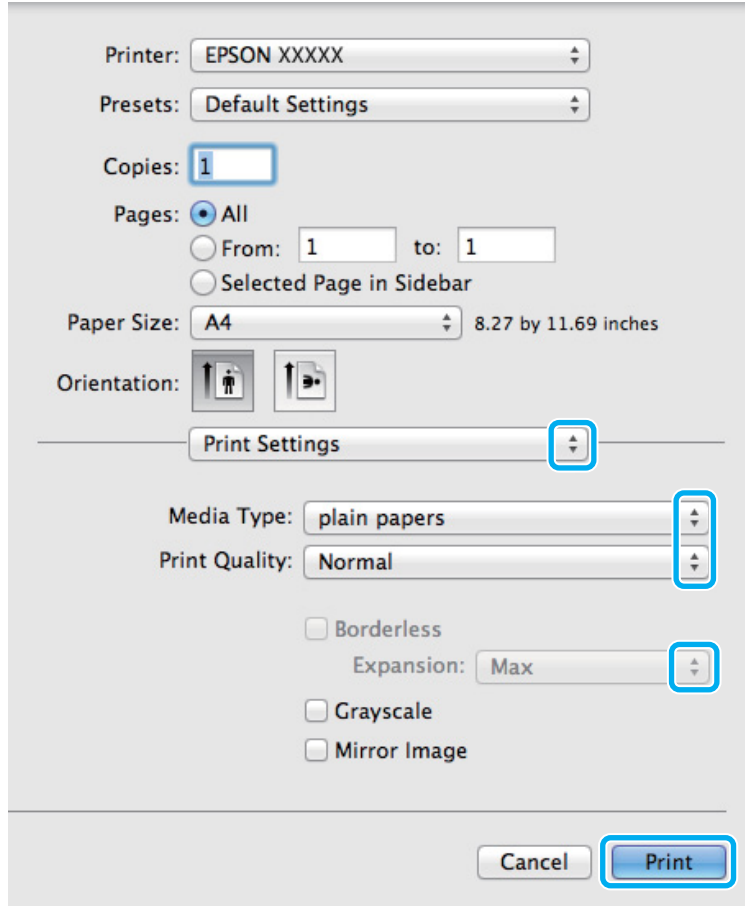 Printer: EPSON XXXXX
Presets: Default Settings
Copies: 1
Pages: All
From: 1 to: 1
Selected Page in Sidebar
Paper Size: A4 8.27 by 11.69 inches
Orientation:
Print Settings
Media Type: plain papers
Print Quality: Normal
Borderless
Expansion: Max
Grayscale
Mirror Image
Cancel Print